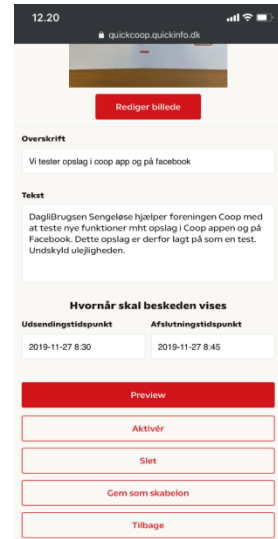 12.20
quickcoop.quickinfo.dk
Rediger billede
Overskrift
Vi tester opslag i coop app og på facebook
Tekst
DagliBrugsen Sengeløse hjælper foreningen Coop med
at teste nye funktioner mht opslag i Coop appen og på
Facebook. Dette opslag er derfor lagt på som en test.
Undskyld ulejligheden.
Hvornår skal beskeden vises
Udsendingstidspunkt Afslutningstidspunkt
2019-11-27 8:30 2019-11-27 8:45
Preview
Aktivér
Slet
Gem som skabelon
Tilbage